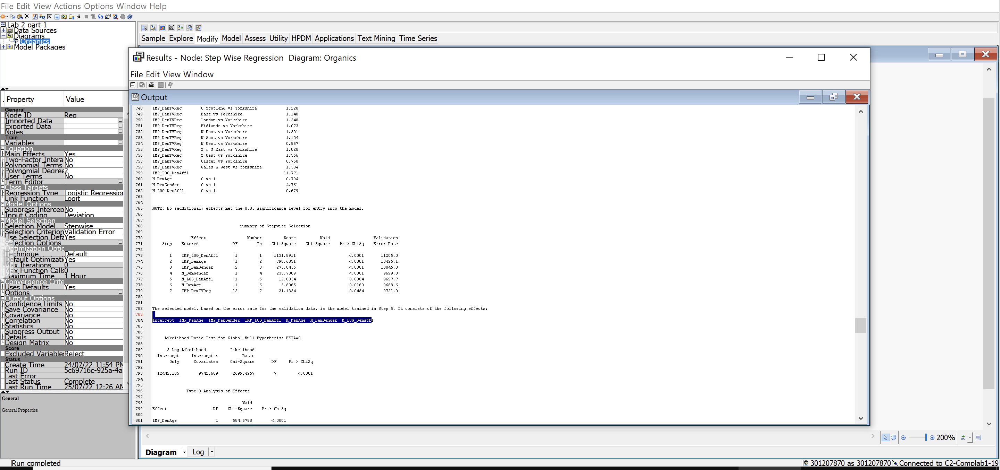 File Edit View Actions Options Window Help
Lab 2 part 1
Data Sources
Diagrams
Organics
Model Packages
Sample Explore Modify Model Assess Utility HPDM Applications Text Mining Time Series
. Property Value
General
Node ID Reg
Imported Data ...
Exported Data ...
Notes ...
Train
Variables ...
Equation
Main Effects Yes
Two-Factor Intera No
Polynomial Terms No
Polynomial Degree 2
User Terms No
Term Editor ...
Class Targets
Regression Type Logistic Regression
Link Function Logit
Model Options
Suppress Intercep No
Input Coding Deviation
Model Selection
Selection Model Stepwise
Selection Criterion Validation Error
Use Selection Defa Yes
Selection Options ...
Optimization Optic
Technique Default
Default Optimizati Yes
Max Iterations 0
Max Function Calls 0
Maximum Time 1 Hour
Convergence Crite
Uses Defaults Yes
Options ...
Output Options
Confidence Limits No
Save Covariance No
Covariance No
Correlation No
Statistics No
Suppress Output No
Details No
Design Matrix No
Score
Excluded Variables Reject
Status
Create Time 24/07/22 11:54 PM
Run ID 5c69716c-925a-4a
Last Error
Last Status Complete
Last Run Time 25/07/22 12:26 AM
General
General Properties
Results - Node: Step Wise Regression Diagram: Organics
File Edit View Window
Output
748 IMP_DemTVReg C Scotland vs Yorkshire 1.228
749 IMP_DemTVReg East vs Yorkshire 1.148
750 IMP_DemTVReg London vs Yorkshire 1.248
751 IMP_DemTVReg Midlands vs Yorkshire 1.073
752 IMP_DemTVReg N East vs Yorkshire 1.201
753 IMP_DemTVReg N Scot vs Yorkshire 1.104
754 IMP_DemTVReg N West vs Yorkshire 0.967
755 IMP_DemTVReg S & S East vs Yorkshire 1.028
756 IMP_DemTVReg S West vs Yorkshire 1.356
757 IMP_DemTVReg Ulster vs Yorkshire 0.760
758 IMP_DemTVReg Wales & West vs Yorkshire 1.334
759 IMP_LOG_DemAffl 11.771
760 M_DemAge 0 vs 1 0.794
761 M_DemGender 0 vs 1 4.761
762 M_LOG_DemAffl 0 vs 1 0.679
763
764
765 NOTE: No (additional) effects met the 0.05 significance level for entry into the model.
766
767
768 Summary of Stepwise Selection
769
770 Effect Number Score Wald Validation
771 Step Entered DF In Chi-Square Chi-Square Pr > ChiSq Error Rate
772
773 1 IMP_LOG_DemAffl 1 1 1131.8911 <.0001 11205.0
774 2 IMP_DemAge 1 2 798.6031 <.0001 10426.1
775 3 IMP_DemGender 2 3 275.8455 <.0001 10045.0
776 4 M_DemGender 1 4 233.7389 <.0001 9699.3
777 5 M_LOG_DemAffl 1 5 12.6834 0.0004 9697.7
778 6 M_DemAge 1 6 5.8065 0.0160 9688.6
779 7 IMP_DemTVReg 12 7 21.1354 0.0484 9721.0
780
781
782 The selected model, based on the error rate for the validation data, is the model trained in Step 6. It consists of the following effects:
783
784 Intercept IMP_DemAge IMP_DemGender IMP_LOG_DemAffl M_DemAge M_DemGender M_LOG_DemAffl
785
786
787 Likelihood Ratio Test for Global Null Hypothesis: BETA=0
788
789 -2 Log Likelihood Likelihood
790 Intercept Intercept & Ratio
791 Only Covariates Chi-Square DF Pr > ChiSq
792
793 12442.105 9742.609 2699.4957 7 <.0001
794
795
796 Type 3 Analysis of Effects
797
798 Wald
799 Effect DF Chi-Square Pr > ChiSq
800
801 IMP_DemAge 1 684.5788 <.0001
200%
Diagram Log
Run completed
301207870 as 301207870 Connected to C2-Complab1-19